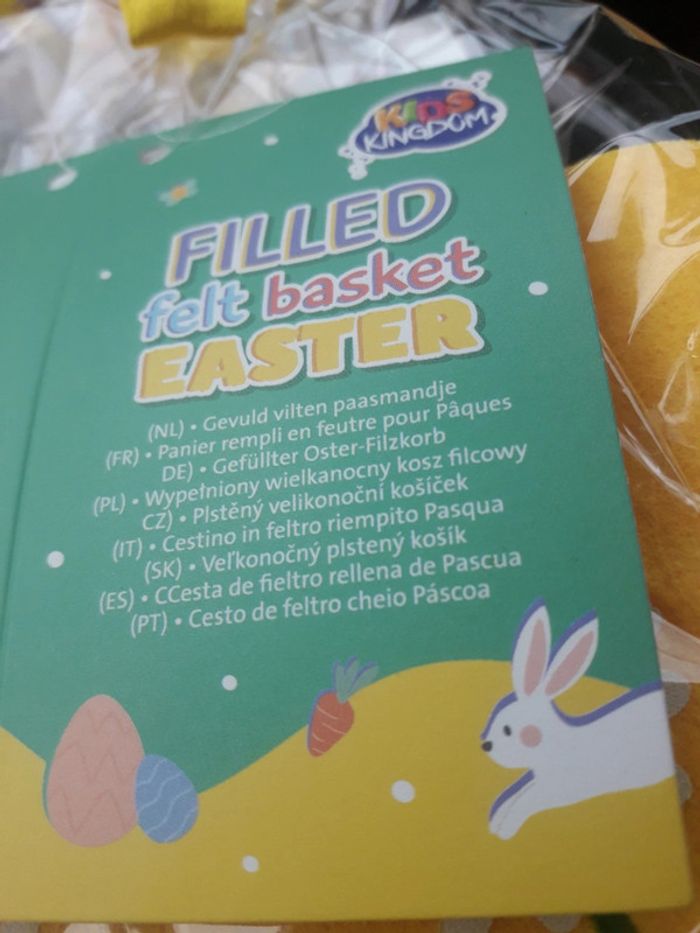 KIDS
KINGDOM
FILLED
felt basket
EASTER
(NL) • Gevuld vilten paasmandje
(FR) • Panier rempli en feutre pour Pâques
DE) • Gefüllter Oster-Filzkorb
(PL) • Wypełniony wielkanocny kosz filcowy
CZ) • Plstěný velikonoční košíček
(IT) • Cestino in feltro riempito Pasqua
(SK) • Veľkonočný plstený košík
(ES) • CCesta de fieltro rellena de Pascua
(PT) • Cesto de feltro cheio Páscoa